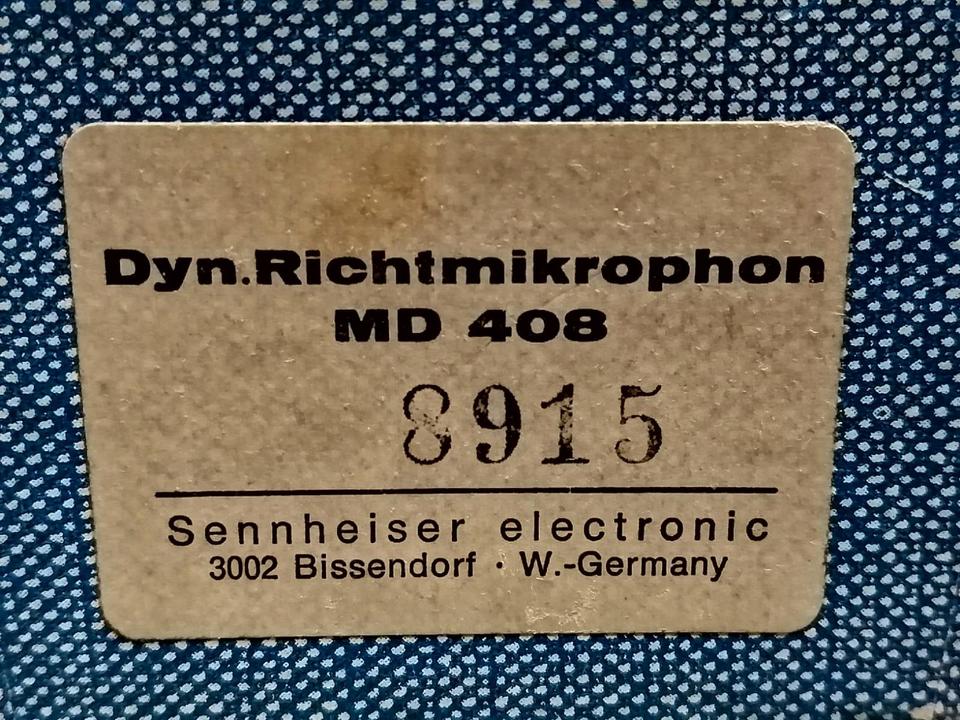 Dyn.Richtmikrophon
MD 408
8915
Sennheiser electronic
3002 Bissendorf · W.-Germany